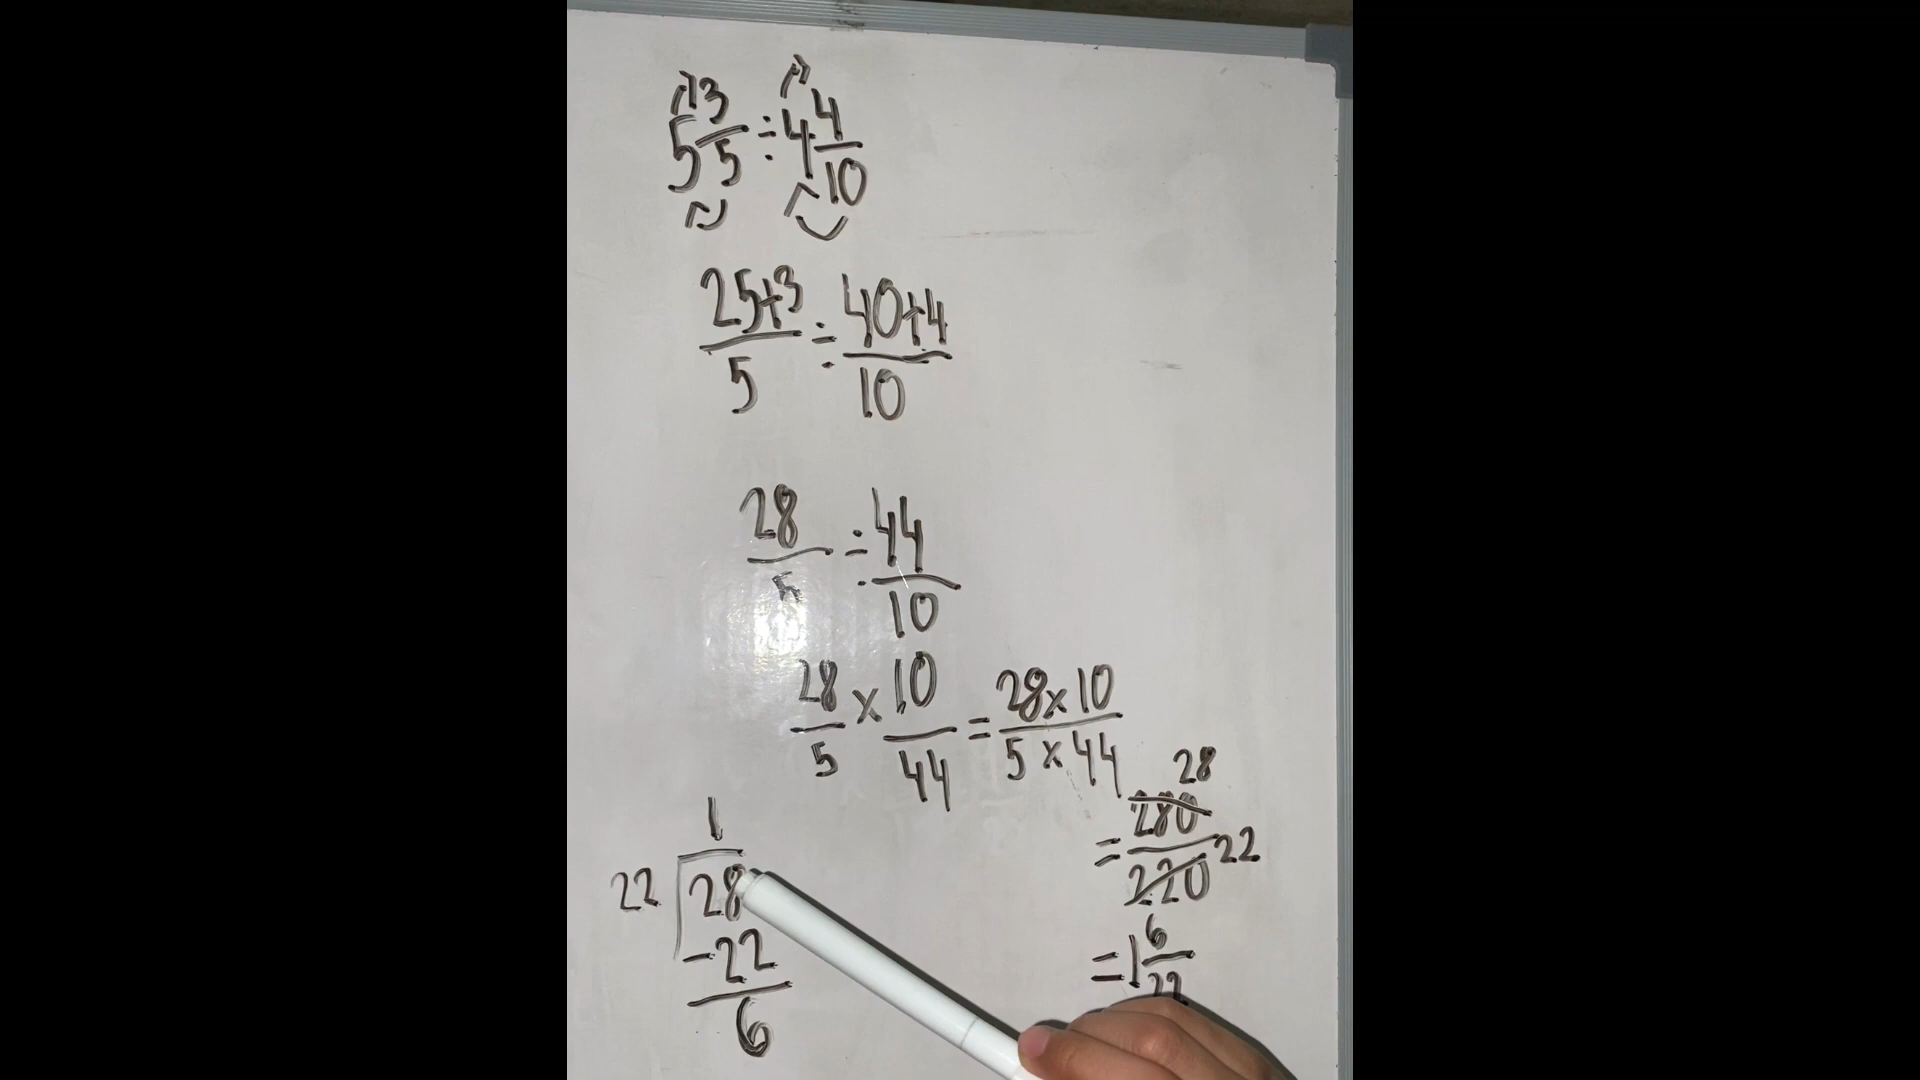 5 3/5 ÷ 4 4/10
25+3/5 ÷ 40+4/10
28/5 ÷ 44/10
28/5 × 10/44 = 28×10/5×44
= 280/220 28 22
= 1 6/22
1
22 28
-22
6